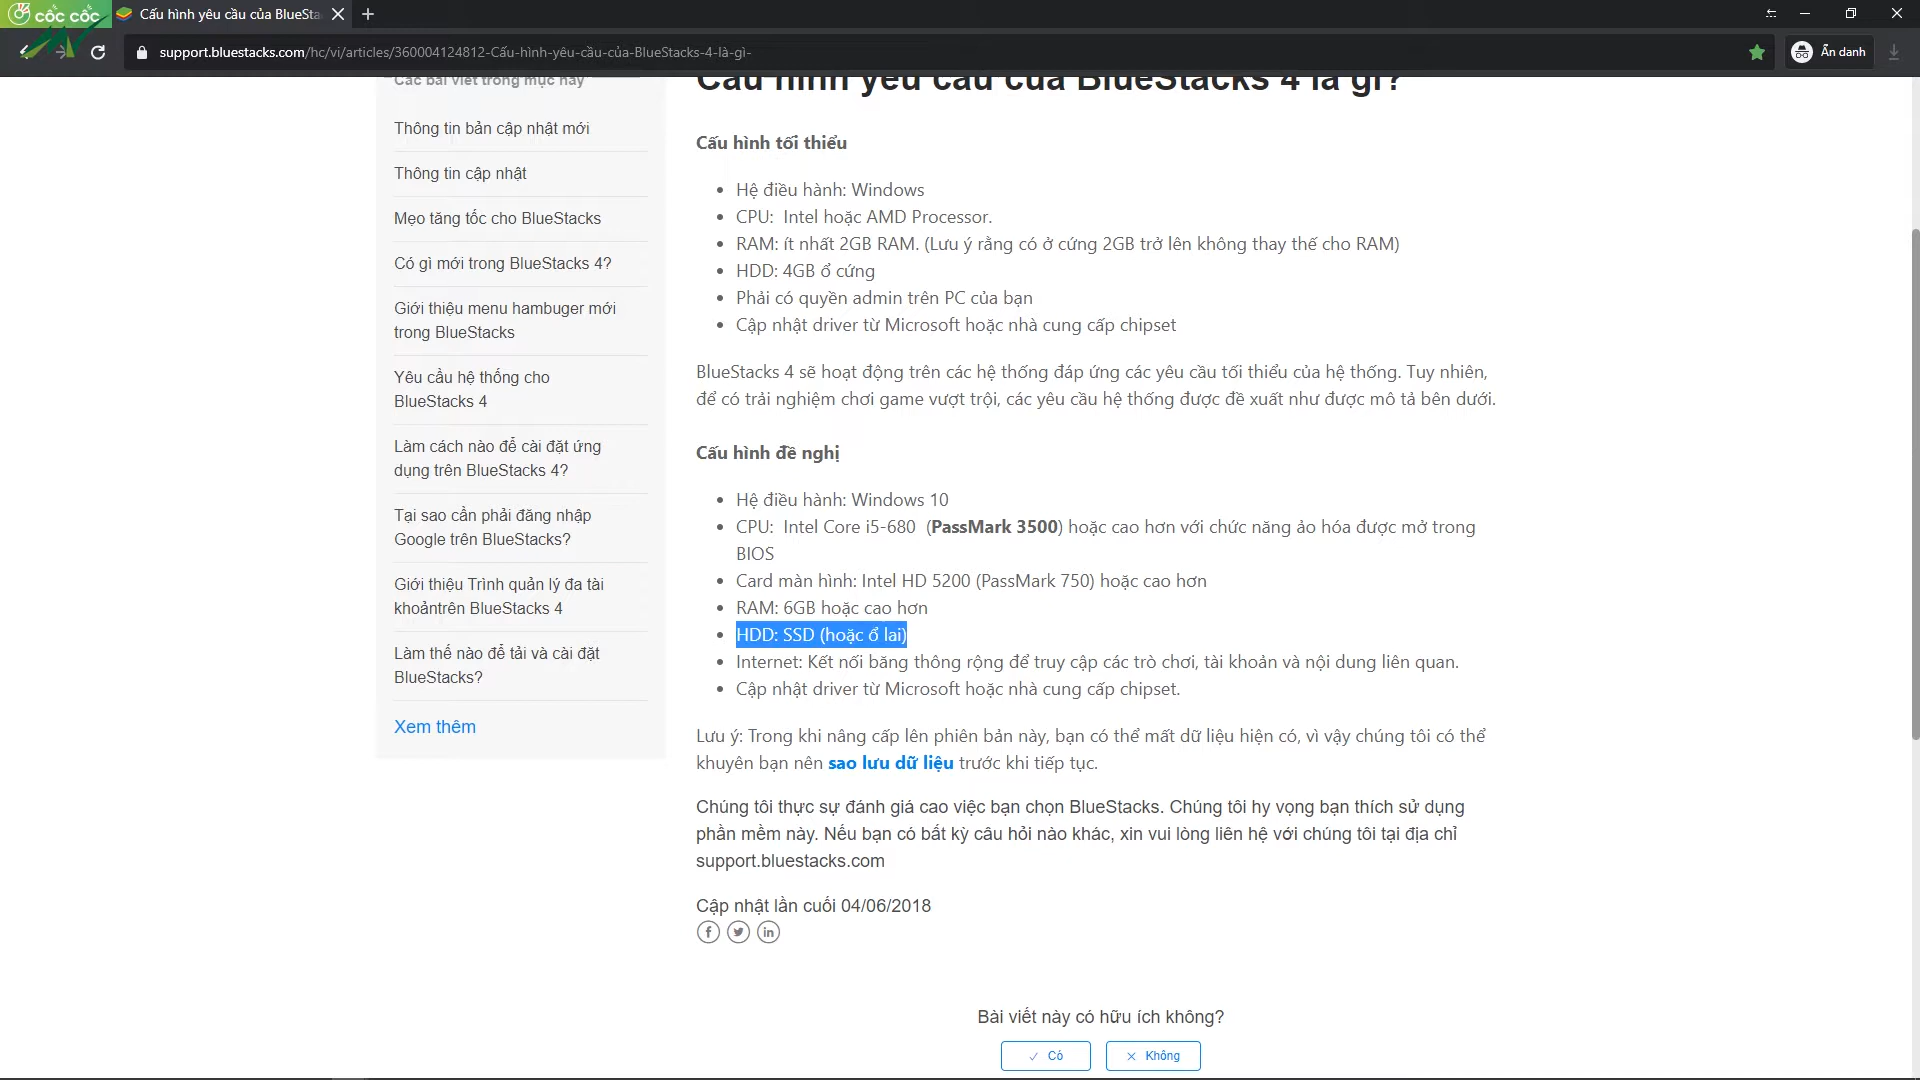 cốc cốc
Cấu hình yêu cầu của BlueSta
support.bluestacks.com/hc/vi/articles/360004124812-Cấu-hình-yêu-cầu-của-BlueStacks-4-là-gì-
Ẩn danh
Các bài viết trong mục này
Thông tin bản cập nhật mới
Thông tin cập nhật
Mẹo tăng tốc cho BlueStacks
Có gì mới trong BlueStacks 4?
Giới thiệu menu hambuger mới
trong BlueStacks
Yêu cầu hệ thống cho
BlueStacks 4
Làm cách nào để cài đặt ứng
dụng trên BlueStacks 4?
Tại sao cần phải đăng nhập
Google trên BlueStacks?
Giới thiệu Trình quản lý đa tài
khoảntrên BlueStacks 4
Làm thế nào để tải và cài đặt
BlueStacks?
Xem thêm
Cấu hình yêu cầu của BlueStacks 4 là gì?
Cấu hình tối thiểu
Hệ điều hành: Windows
CPU:  Intel hoặc AMD Processor.
RAM: ít nhất 2GB RAM. (Lưu ý rằng có ở cứng 2GB trở lên không thay thế cho RAM)
HDD: 4GB ổ cứng
Phải có quyền admin trên PC của bạn
Cập nhật driver từ Microsoft hoặc nhà cung cấp chipset
BlueStacks 4 sẽ hoạt động trên các hệ thống đáp ứng các yêu cầu tối thiểu của hệ thống. Tuy nhiên,
để có trải nghiệm chơi game vượt trội, các yêu cầu hệ thống được đề xuất như được mô tả bên dưới.
Cấu hình đề nghị
Hệ điều hành: Windows 10
CPU:  Intel Core i5-680  (PassMark 3500) hoặc cao hơn với chức năng ảo hóa được mở trong
BIOS
Card màn hình: Intel HD 5200 (PassMark 750) hoặc cao hơn
RAM: 6GB hoặc cao hơn
HDD: SSD (hoặc ổ lai)
Internet: Kết nối băng thông rộng để truy cập các trò chơi, tài khoản và nội dung liên quan.
Cập nhật driver từ Microsoft hoặc nhà cung cấp chipset.
Lưu ý: Trong khi nâng cấp lên phiên bản này, bạn có thể mất dữ liệu hiện có, vì vậy chúng tôi có thể
khuyên bạn nên sao lưu dữ liệu trước khi tiếp tục.
Chúng tôi thực sự đánh giá cao việc bạn chọn BlueStacks. Chúng tôi hy vọng bạn thích sử dụng
phần mềm này. Nếu bạn có bất kỳ câu hỏi nào khác, xin vui lòng liên hệ với chúng tôi tại địa chỉ
support.bluestacks.com
Cập nhật lần cuối 04/06/2018
Bài viết này có hữu ích không?
Có
Không